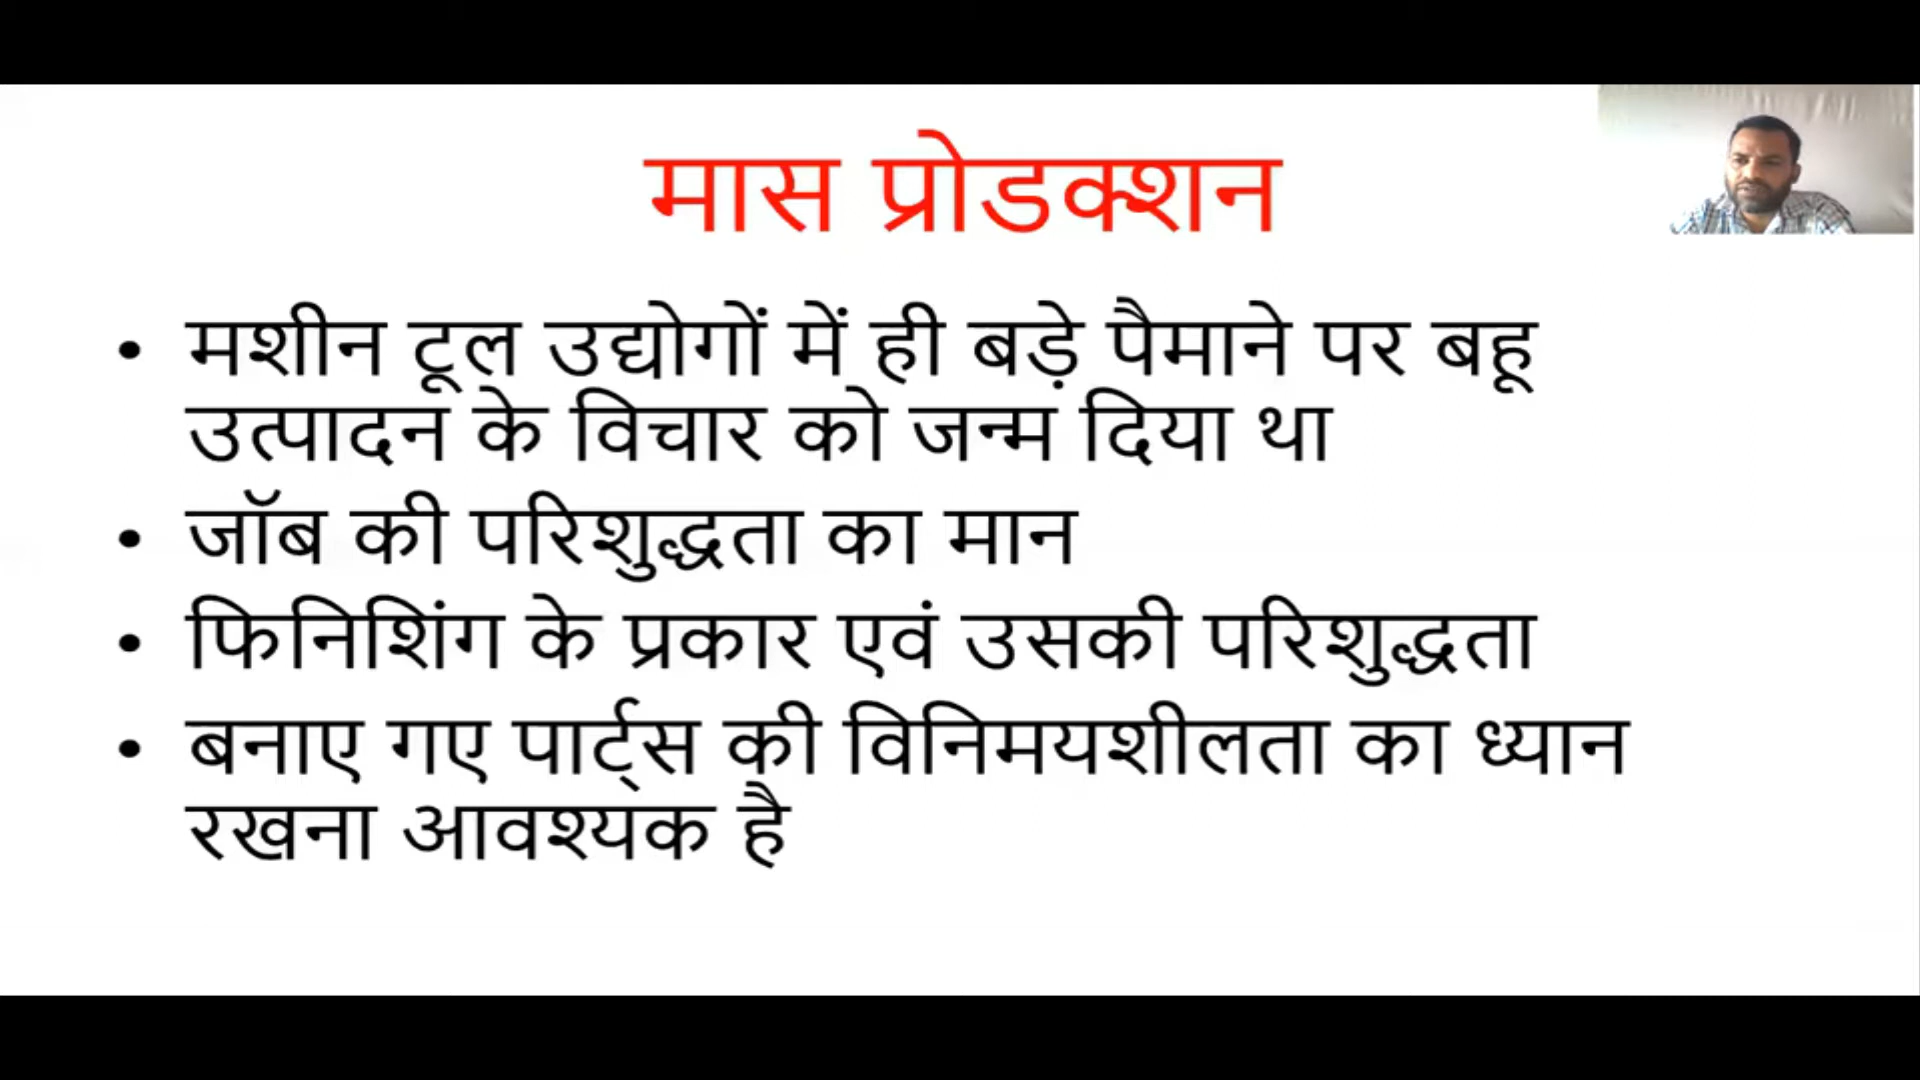 मास प्रोडक्शन
• मशीन टूल उद्योगों में ही बड़े पैमाने पर बहू
उत्पादन के विचार को जन्म दिया था
• जॉब की परिशुद्धता का मान
• फिनिशिंग के प्रकार एवं उसकी परिशुद्धता
• बनाए गए पार्ट्स की विनिमयशीलता का ध्यान
रखना आवश्यक है